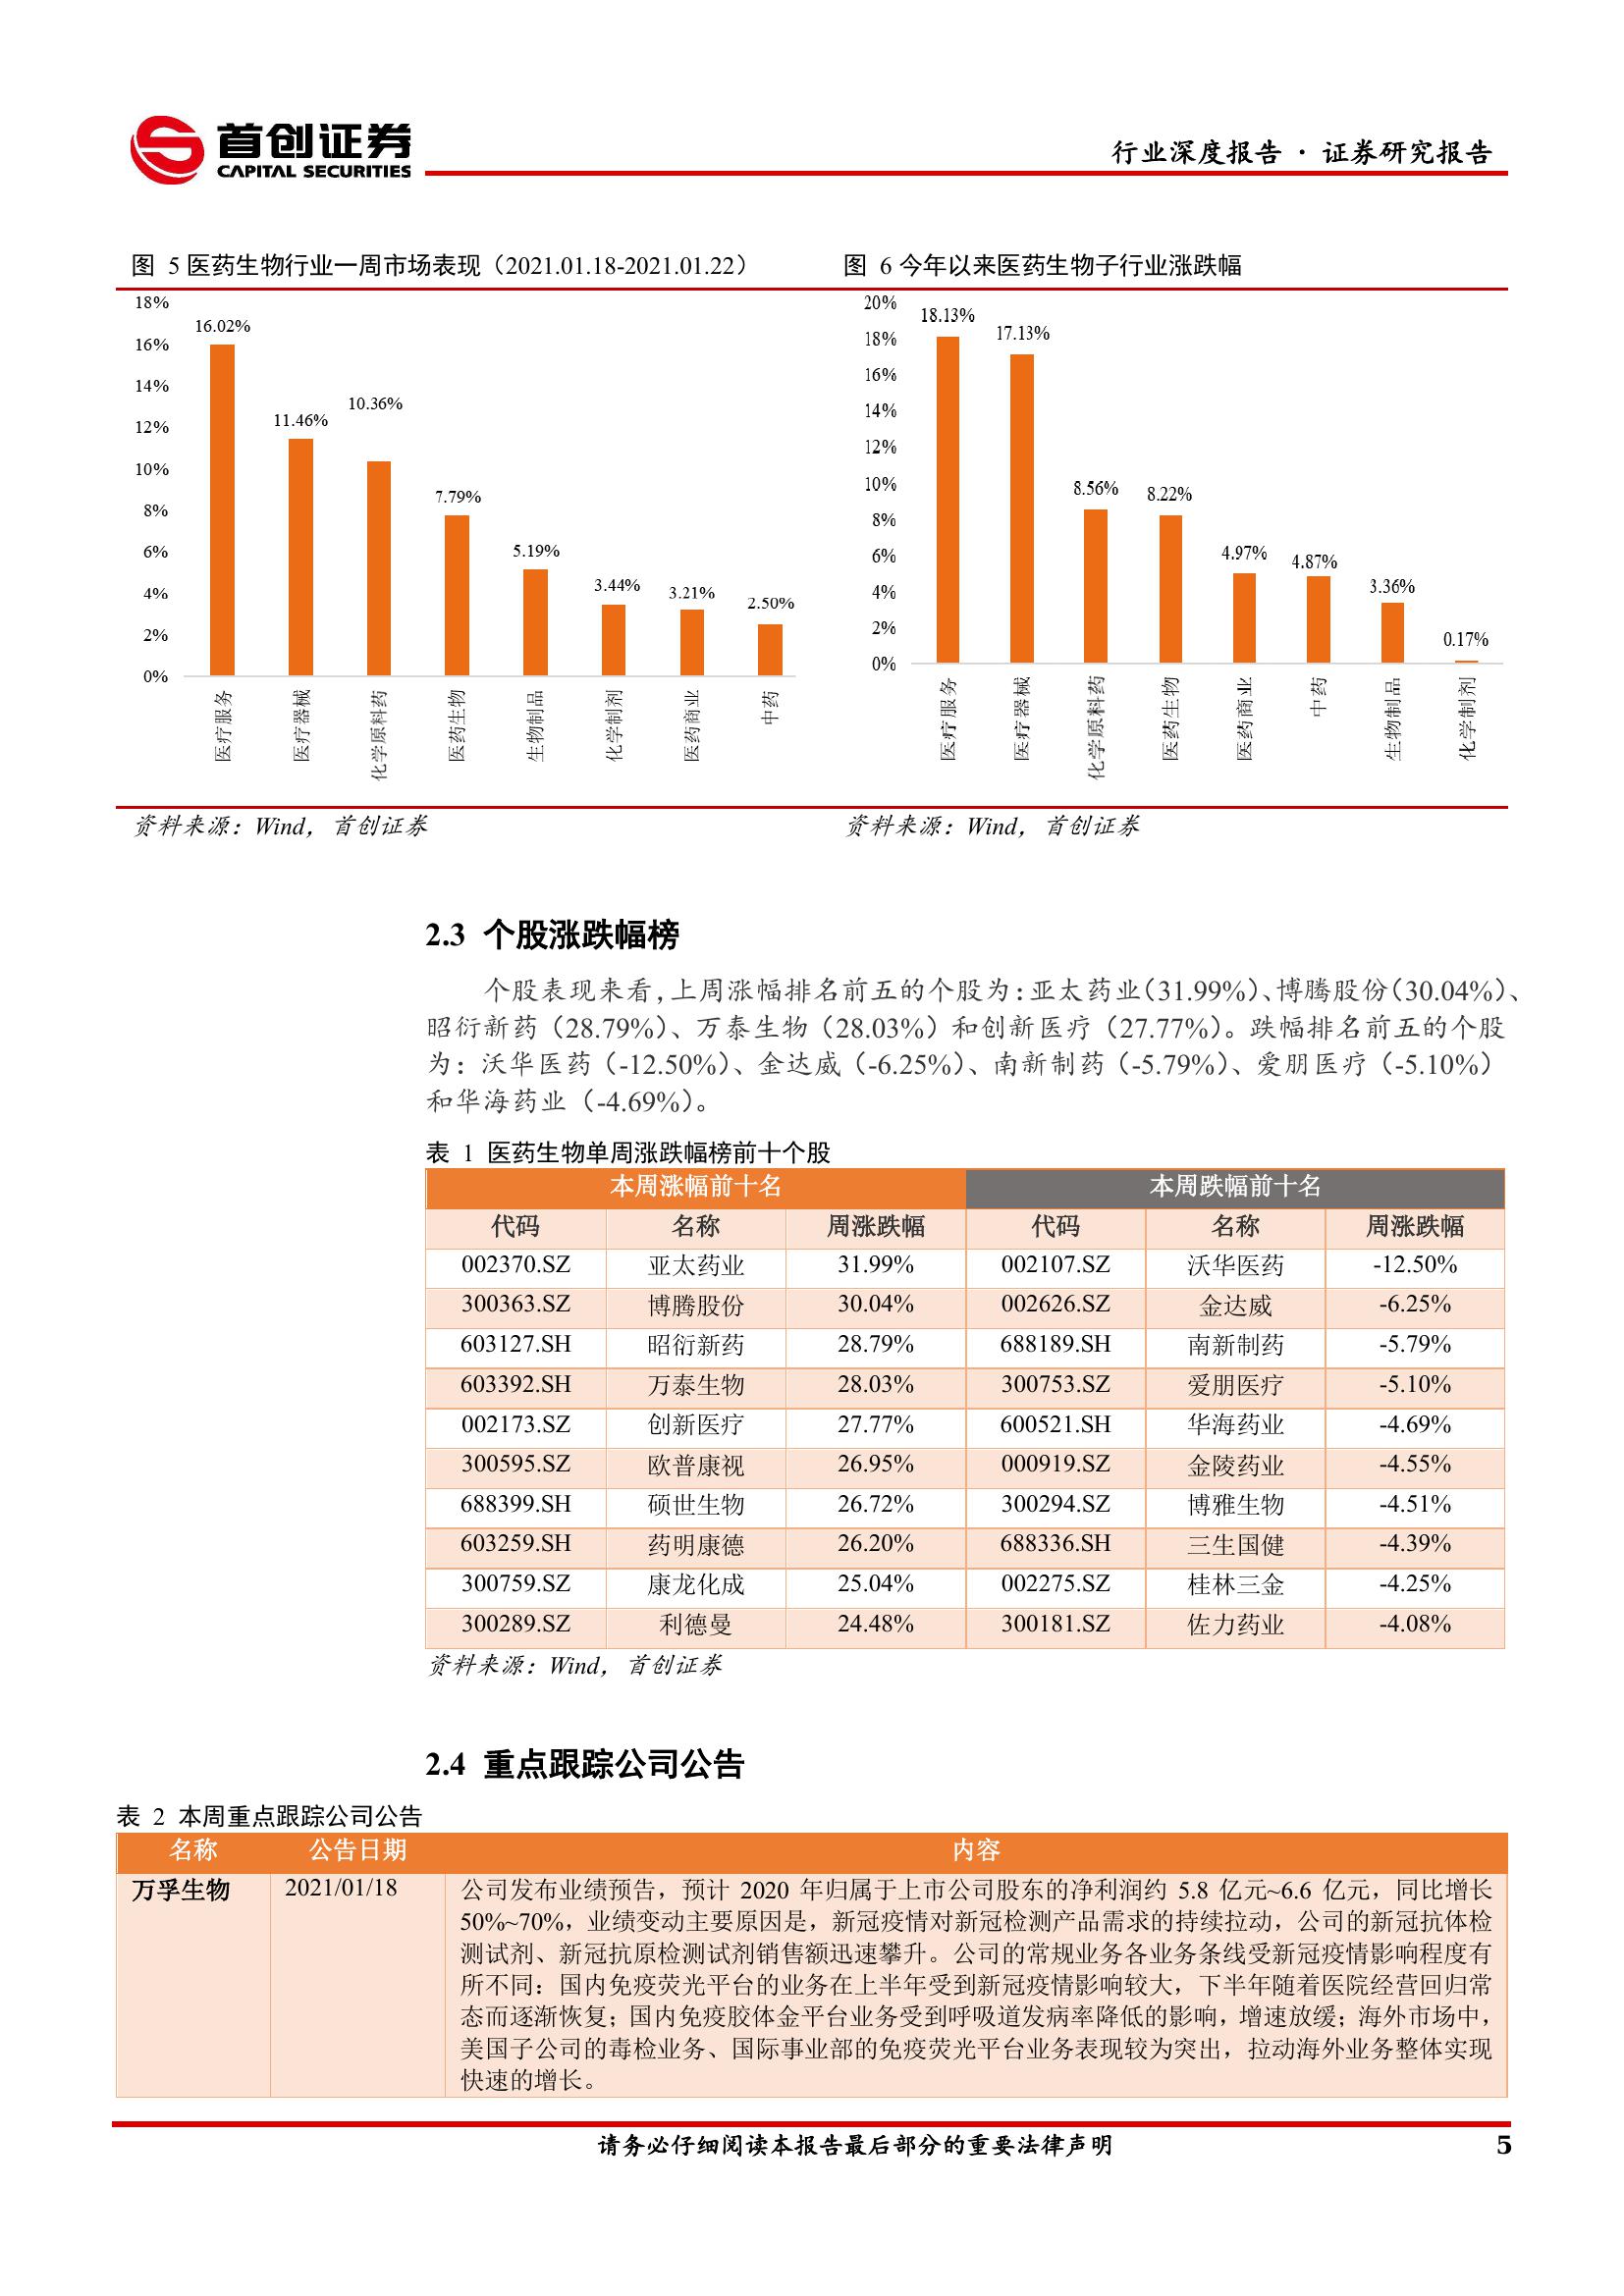 首创证券
CAPITAL SECURITIES
行业深度报告 · 证券研究报告
图 5 医药生物行业一周市场表现（2021.01.18-2021.01.22）
18%
16%
14%
12%
10%
8%
6%
4%
2%
0%
16.02%
11.46%
10.36%
7.79%
5.19%
3.44%
3.21%
2.50%
医疗服务
医疗器械
化学原料药
医药生物
生物制品
化学制剂
医药商业
中药
资料来源：Wind，首创证券
图 6 今年以来医药生物子行业涨跌幅
20%
18%
16%
14%
12%
10%
8%
6%
4%
2%
0%
18.13%
17.13%
8.56%
8.22%
4.97%
4.87%
3.36%
0.17%
医疗服务
医疗器械
化学原料药
医药生物
医药商业
中药
生物制品
化学制剂
资料来源：Wind，首创证券
2.3 个股涨跌幅榜
个股表现来看，上周涨幅排名前五的个股为：亚太药业（31.99%）、博腾股份（30.04%）、
昭衍新药（28.79%）、万泰生物（28.03%）和创新医疗（27.77%）。跌幅排名前五的个股
为：沃华医药（-12.50%）、金达威（-6.25%）、南新制药（-5.79%）、爱朋医疗（-5.10%）
和华海药业（-4.69%）。
表 1 医药生物单周涨跌幅榜前十个股
本周涨幅前十名 本周跌幅前十名
代码 名称 周涨跌幅 代码 名称 周涨跌幅
002370.SZ 亚太药业 31.99% 002107.SZ 沃华医药 -12.50%
300363.SZ 博腾股份 30.04% 002626.SZ 金达威 -6.25%
603127.SH 昭衍新药 28.79% 688189.SH 南新制药 -5.79%
603392.SH 万泰生物 28.03% 300753.SZ 爱朋医疗 -5.10%
002173.SZ 创新医疗 27.77% 600521.SH 华海药业 -4.69%
300595.SZ 欧普康视 26.95% 000919.SZ 金陵药业 -4.55%
688399.SH 硕世生物 26.72% 300294.SZ 博雅生物 -4.51%
603259.SH 药明康德 26.20% 688336.SH 三生国健 -4.39%
300759.SZ 康龙化成 25.04% 002275.SZ 桂林三金 -4.25%
300289.SZ 利德曼 24.48% 300181.SZ 佐力药业 -4.08%
资料来源：Wind，首创证券
2.4 重点跟踪公司公告
表 2 本周重点跟踪公司公告
名称 公告日期 内容
万孚生物 2021/01/18 公司发布业绩预告，预计 2020 年归属于上市公司股东的净利润约 5.8 亿元~6.6 亿元，同比增长
50%~70%，业绩变动主要原因是，新冠疫情对新冠检测产品需求的持续拉动，公司的新冠抗体检
测试剂、新冠抗原检测试剂销售额迅速攀升。公司的常规业务各业务条线受新冠疫情影响程度有
所不同：国内免疫荧光平台的业务在上半年受到新冠疫情影响较大，下半年随着医院经营回归常
态而逐渐恢复；国内免疫胶体金平台业务受到呼吸道发病率降低的影响，增速放缓；海外市场中，
美国子公司的毒检业务、国际事业部的免疫荧光平台业务表现较为突出，拉动海外业务整体实现
快速的增长。
请务必仔细阅读本报告最后部分的重要法律声明
5